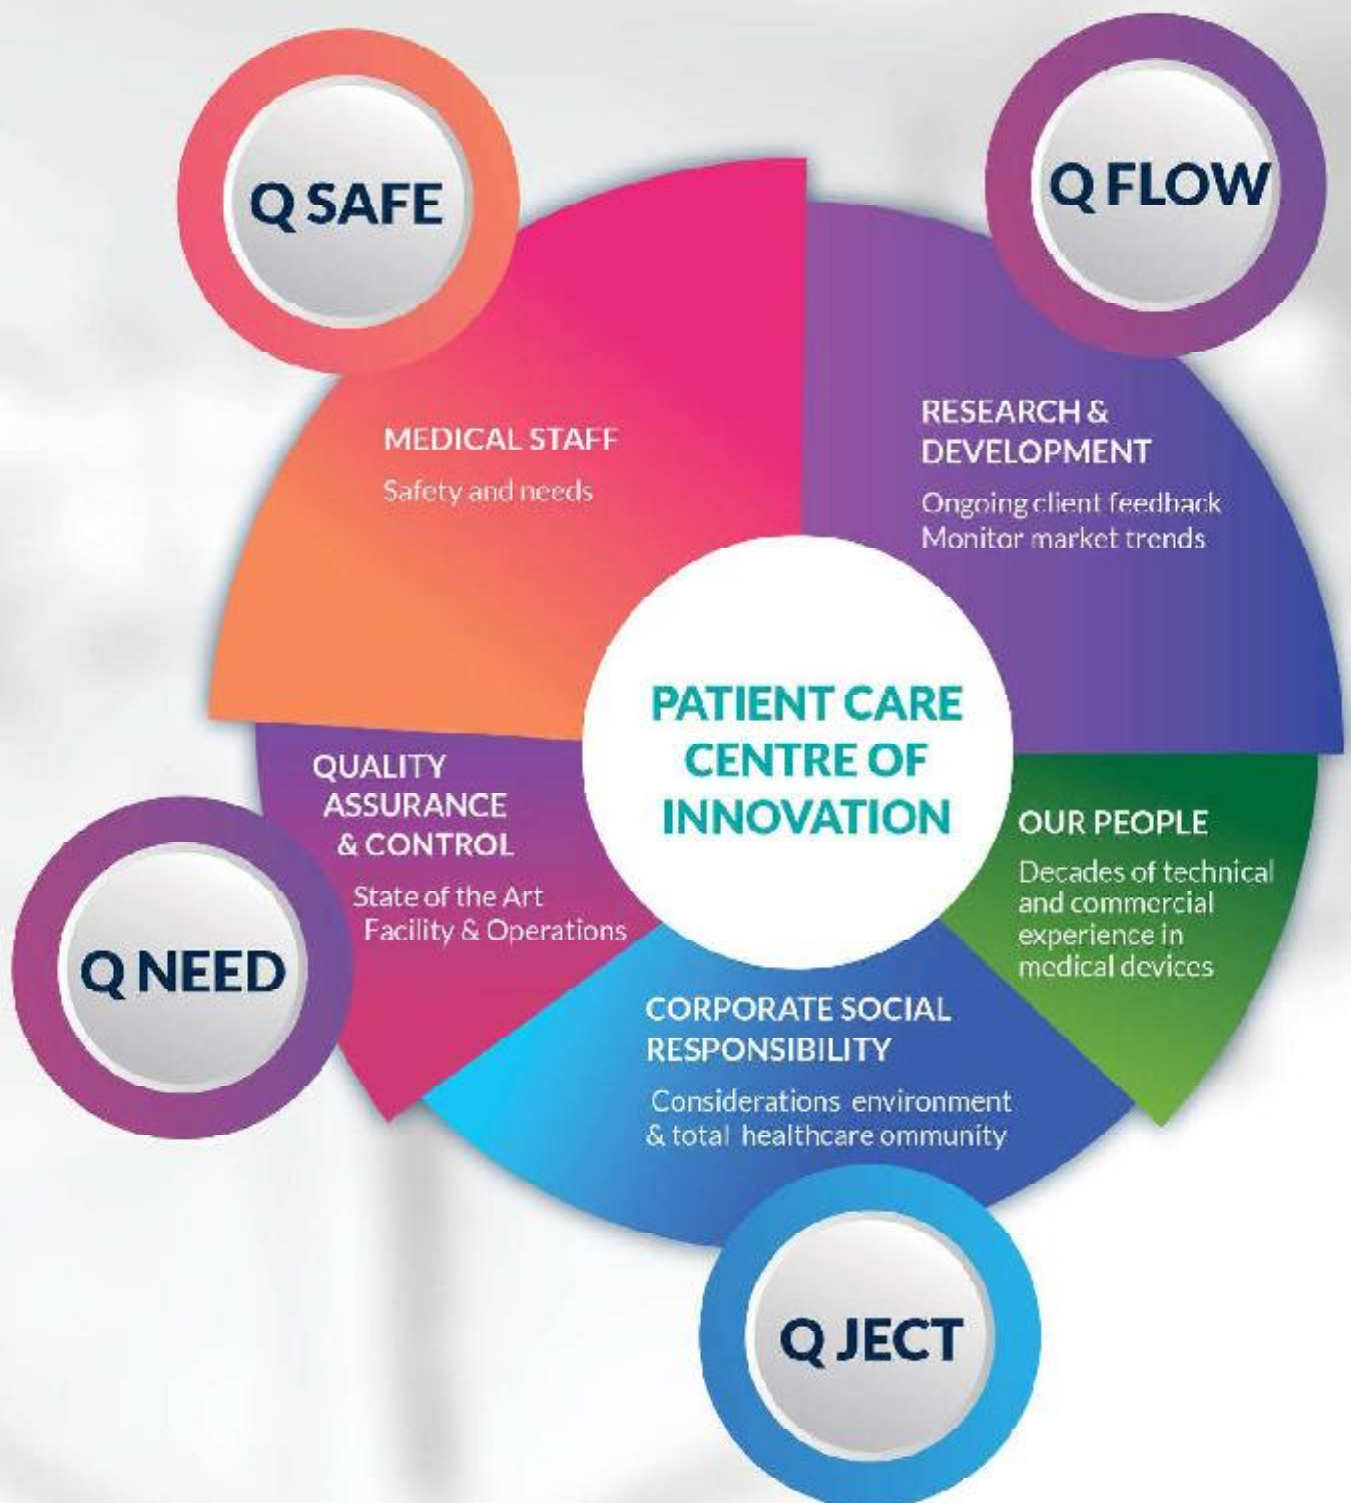 Q SAFE
Q FLOW
MEDICAL STAFF
Safety and needs
RESEARCH &
DEVELOPMENT
Ongoing client feedback
Monitor market trends
PATIENT CARE
CENTRE OF
INNOVATION
QUALITY
ASSURANCE
& CONTROL
State of the Art
Facility & Operations
OUR PEOPLE
Decades of technical
and commercial
experience in
medical devices
Q NEED
CORPORATE SOCIAL
RESPONSIBILITY
Considerations environment
& total healthcare ommunity
Q JECT